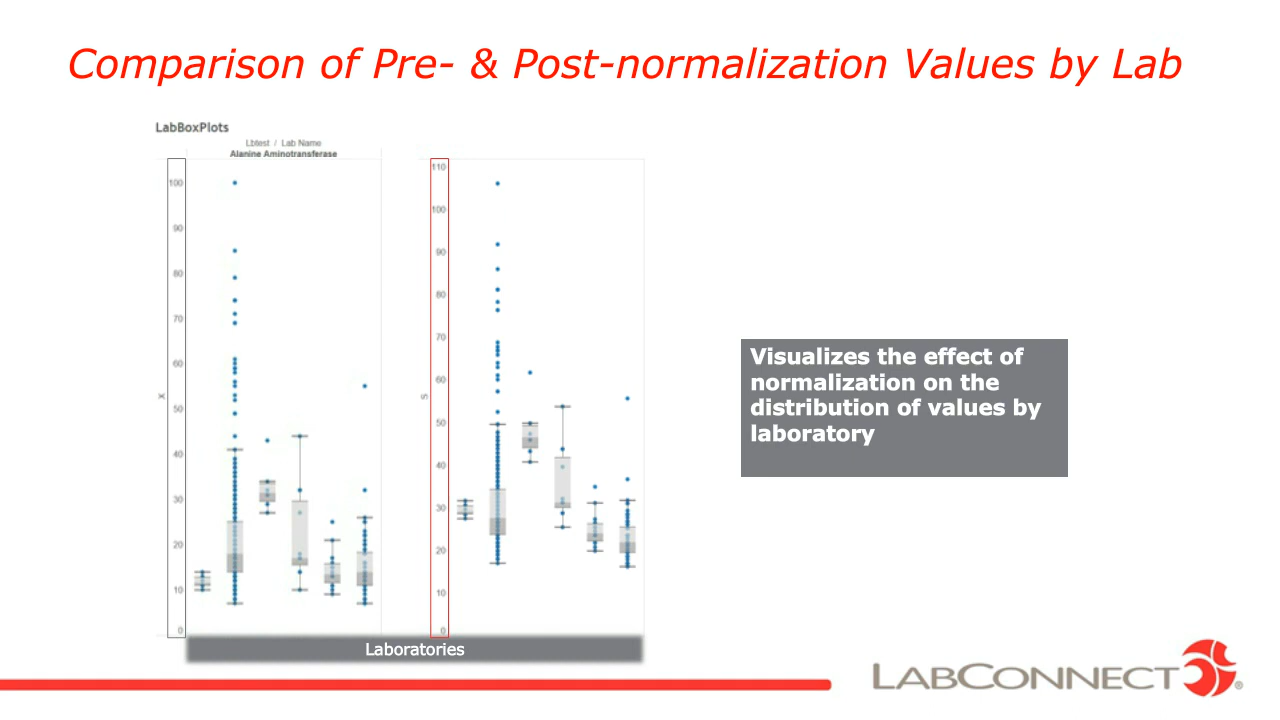 Comparison of Pre- & Post-normalization Values by Lab
LabBoxPlots
Lbtest / Lab Name
Alanine Aminotransferase
100
90
80
70
60
50
40
30
20
10
0
X
110
100
90
80
70
60
50
40
30
20
10
0
S
Visualizes the effect of
normalization on the
distribution of values by
laboratory
Laboratories
LABCONNECT®